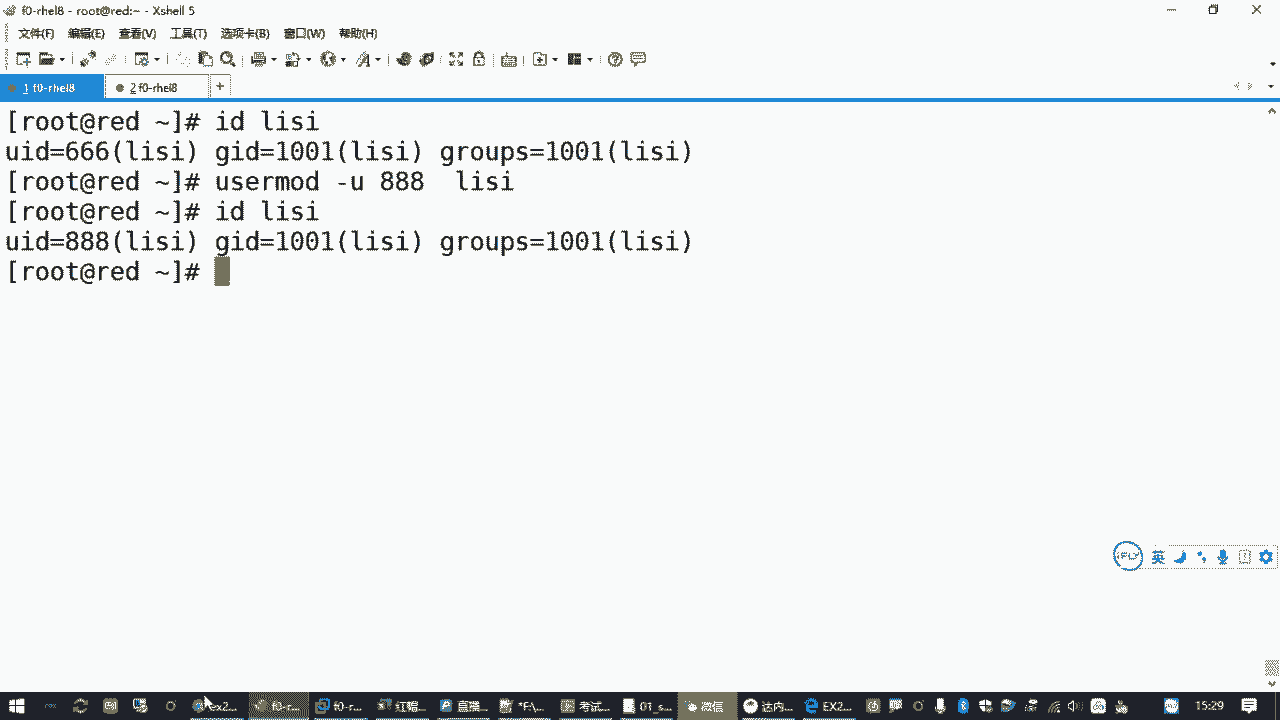 f0-rhel8 - root@red:~ - Xshell 5
文件(F) 编辑(E) 查看(V) 工具(T) 选项卡(B) 窗口(W) 帮助(H)
1 f0-rhel8 2 f0-rhel8 +
[root@red ~]# id lisi
uid=666(lisi) gid=1001(lisi) groups=1001(lisi)
[root@red ~]# usermod -u 888  lisi
[root@red ~]# id lisi
uid=888(lisi) gid=1001(lisi) groups=1001(lisi)
[root@red ~]#
iFLY 英
ex2... f0-r... f0-r... 红帽... 直播... *F:\... 考试... 01_s... 微信 达内... EX2... 15:29